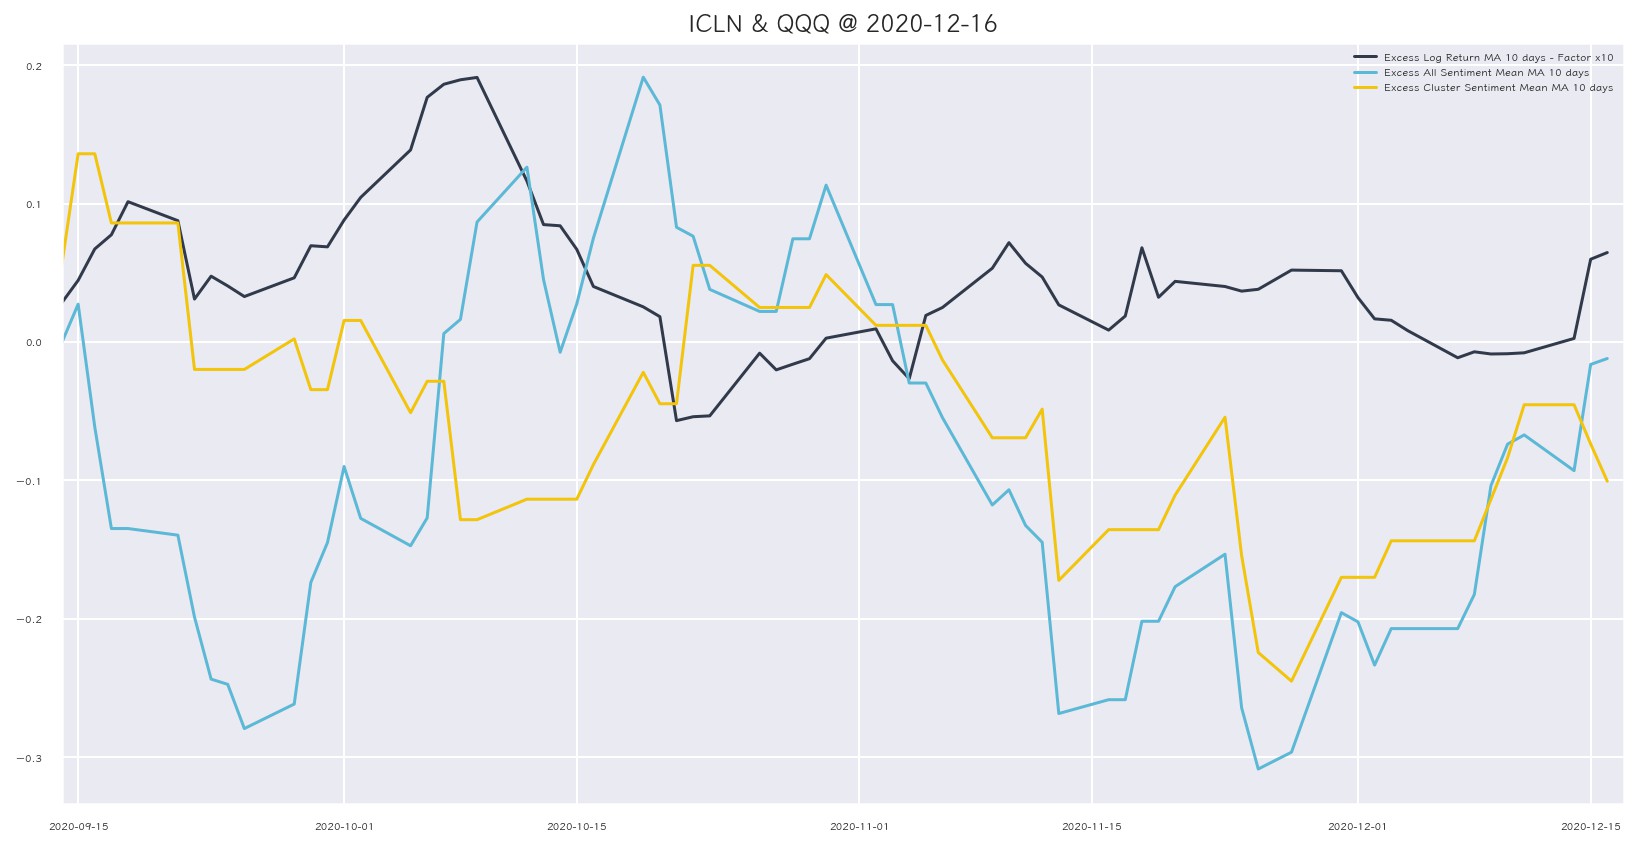 ICLN & QQQ @ 2020-12-16
Excess Log Return MA 10 days - Factor x10
Excess All Sentiment Mean MA 10 days
Excess Cluster Sentiment Mean MA 10 days
0.2
0.1
0.0
−0.1
−0.2
−0.3
2020-09-15 2020-10-01 2020-10-15 2020-11-01 2020-11-15 2020-12-01 2020-12-15